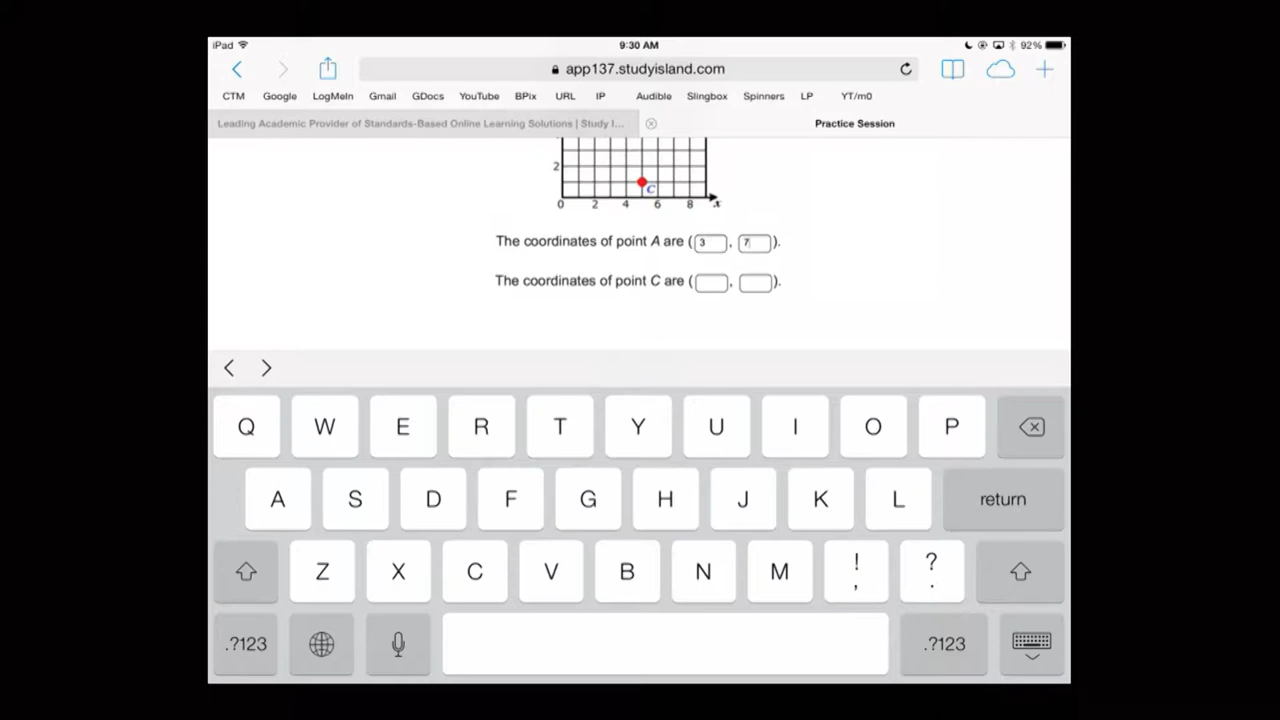 iPad 9:30 AM 92%
app137.studyisland.com
CTM Google LogMeIn Gmail GDocs YouTube BPix URL IP Audible Slingbox Spinners LP YT/m0
Leading Academic Provider of Standards-Based Online Learning Solutions | Study I... Practice Session
2
C
0 2 4 6 8 x
The coordinates of point A are (3, 7).
The coordinates of point C are ( , ).
Q W E R T Y U I O P
A S D F G H J K L return
Z X C V B N M ! , ? .
.?123 .?123